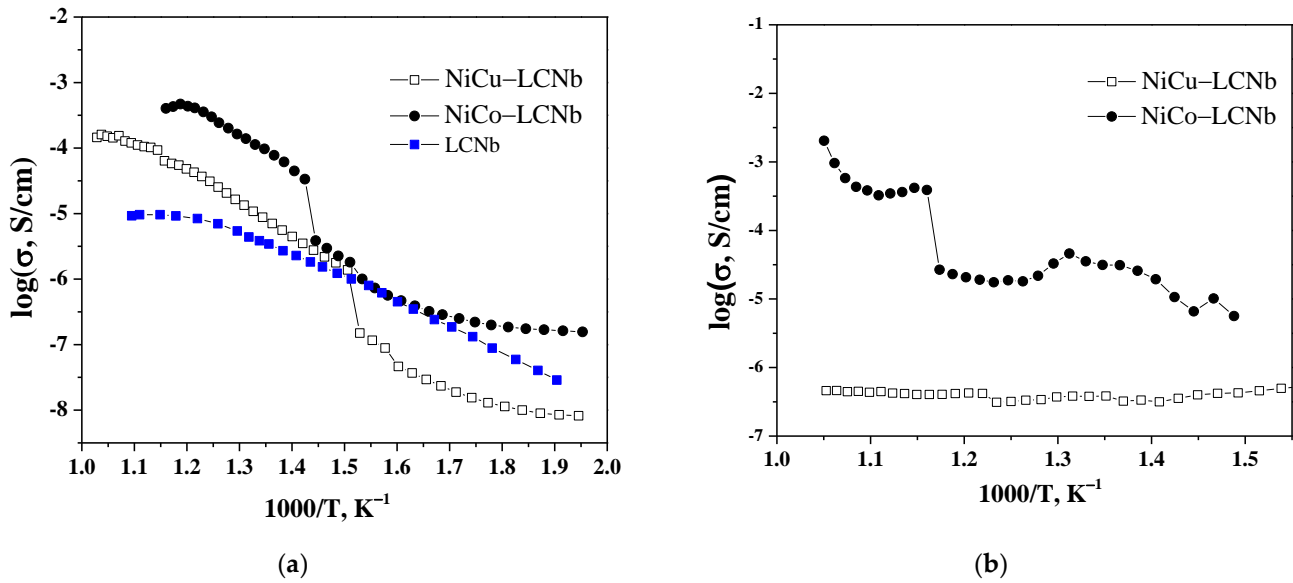 -2
-3
-4
-5
-6
-7
-8
log(σ, S/cm)
NiCu−LCNb
NiCo−LCNb
LCNb
1.0 1.1 1.2 1.3 1.4 1.5 1.6 1.7 1.8 1.9 2.0
1000/T, K⁻¹
(a)
-1
-2
-3
-4
-5
-6
-7
log(σ, S/cm)
NiCu−LCNb
NiCo−LCNb
1.0 1.1 1.2 1.3 1.4 1.5
1000/T, K⁻¹
(b)